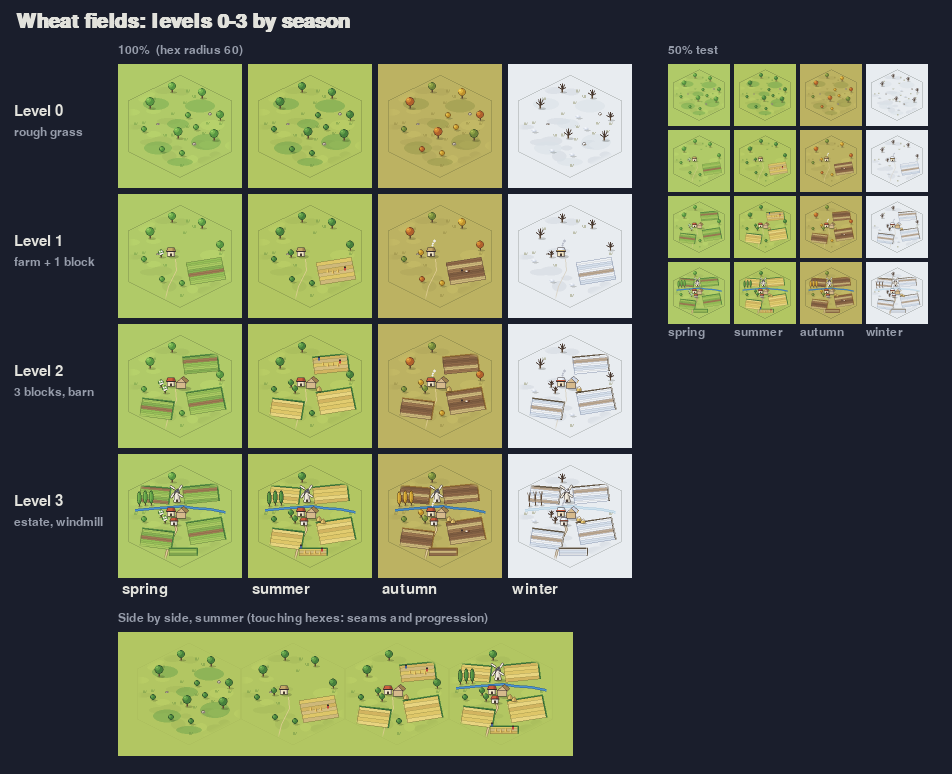 Wheat fields: levels 0-3 by season
100% (hex radius 60)
50% test
Level 0
rough grass
Level 1
farm + 1 block
Level 2
3 blocks, barn
Level 3
estate, windmill
spring summer autumn winter
spring summer autumn winter
Side by side, summer (touching hexes: seams and progression)